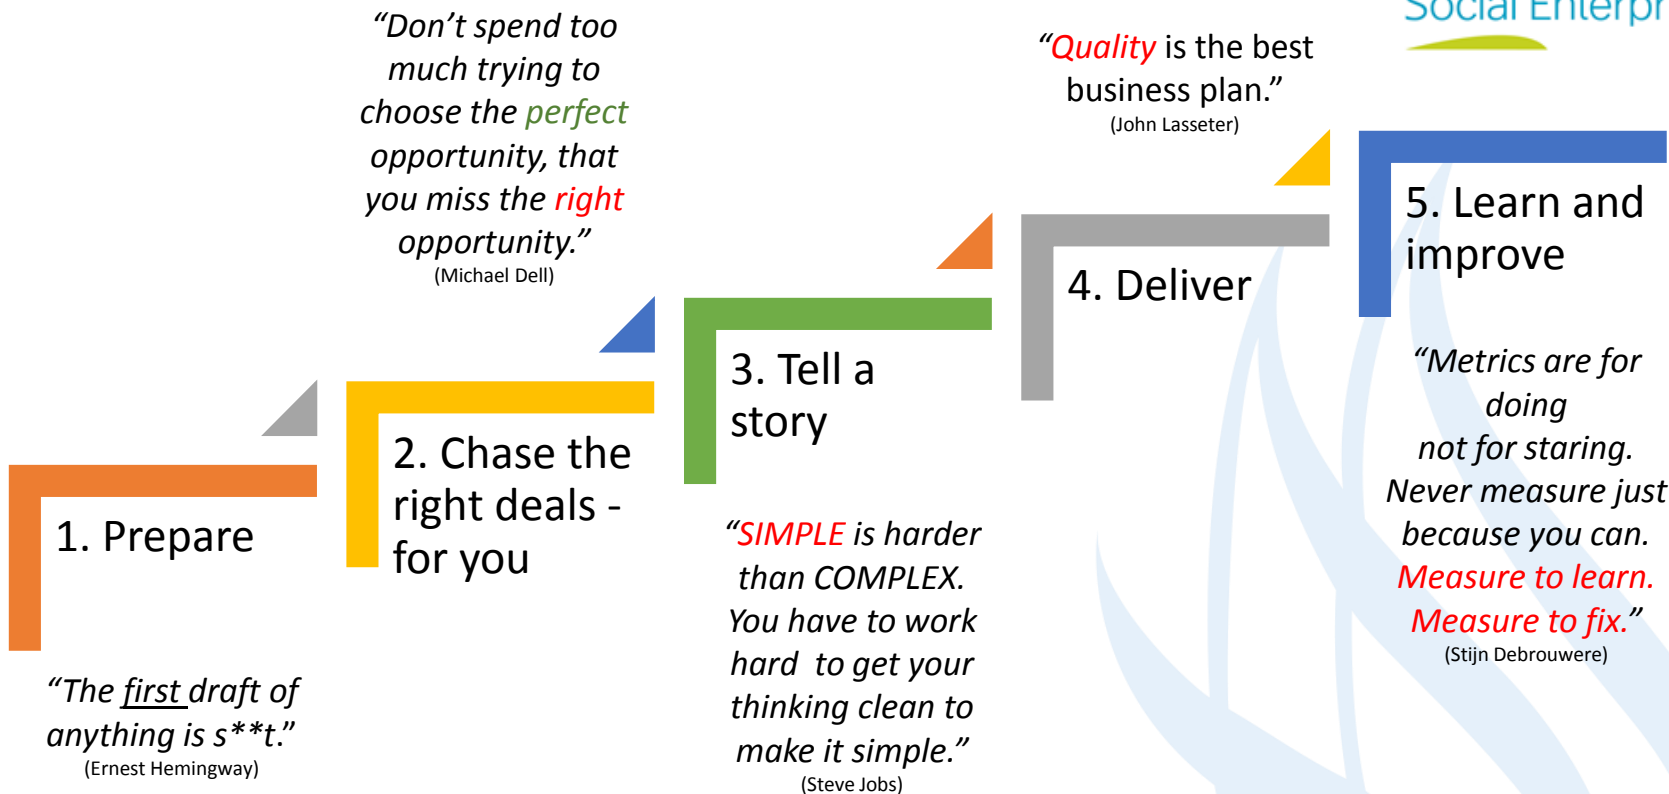 Social Enterpr
1. Prepare
“The first draft of
anything is s**t.”
(Ernest Hemingway)
“Don’t spend too
much trying to
choose the perfect
opportunity, that
you miss the right
opportunity.”
(Michael Dell)
2. Chase the
right deals -
for you
3. Tell a
story
“SIMPLE is harder
than COMPLEX.
You have to work
hard to get your
thinking clean to
make it simple.”
(Steve Jobs)
“Quality is the best
business plan.”
(John Lasseter)
4. Deliver
5. Learn and
improve
“Metrics are for
doing
not for staring.
Never measure just
because you can.
Measure to learn.
Measure to fix.”
(Stijn Debrouwere)